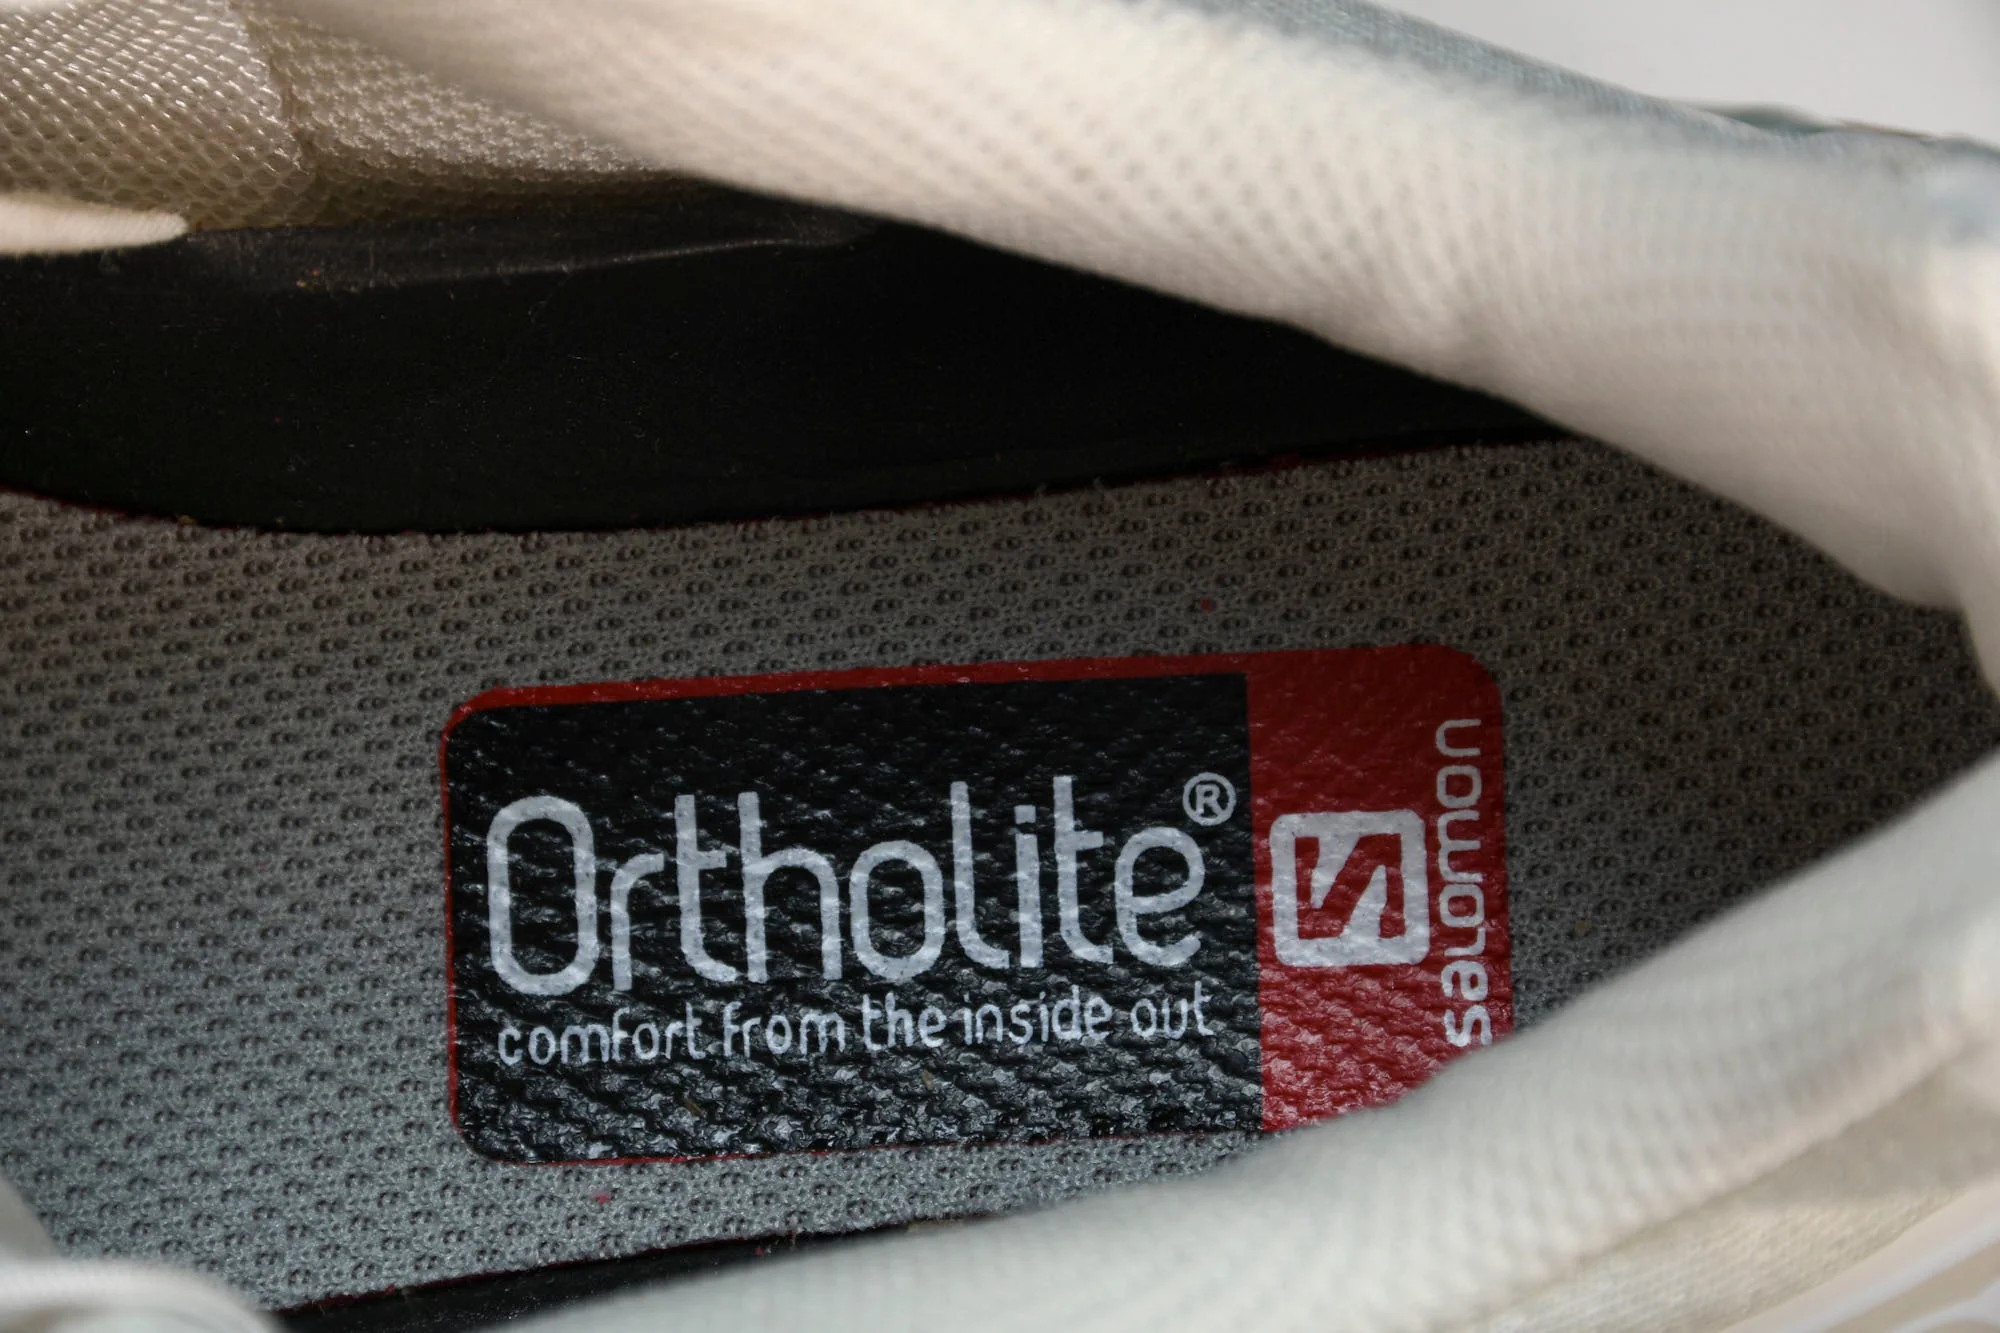 Ortholite®
comfort from the inside out
salomon